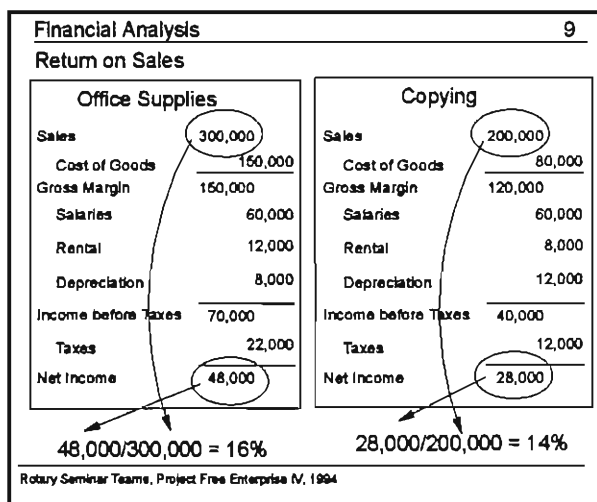 Financial Analysis 9
Return on Sales
Office Supplies
Sales 300,000
Cost of Goods 150,000
Gross Margin 150,000
Salaries 60,000
Rental 12,000
Depreciation 8,000
Income before Taxes 70,000
Taxes 22,000
Net Income 48,000
48,000/300,000 = 16%
Copying
Sales 200,000
Cost of Goods 80,000
Gross Margin 120,000
Salaries 60,000
Rental 8,000
Depreciation 12,000
Income before Taxes 40,000
Taxes 12,000
Net Income 28,000
28,000/200,000 = 14%
Rotary Seminar Teams, Project Free Enterprise IV, 1994